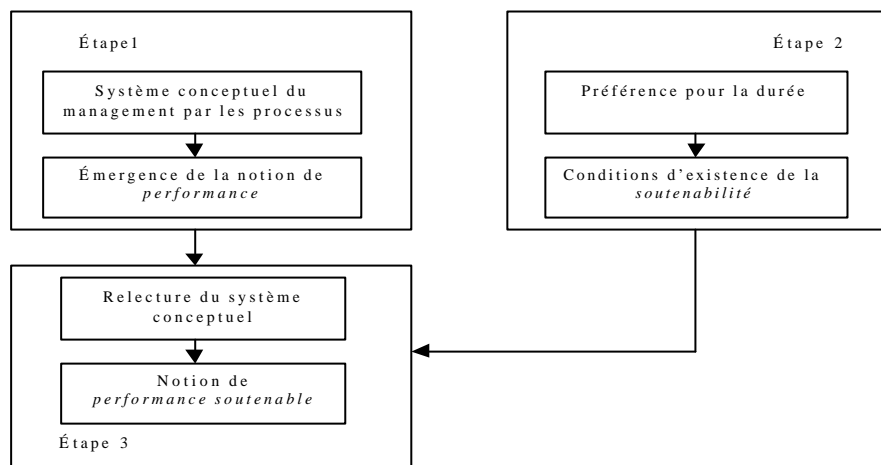 Étape1
Système conceptuel du
management par les processus
Émergence de la notion de
performance
Étape 2
Préférence pour la durée
Conditions d'existence de la
soutenabilité
Relecture du système
conceptuel
Notion de
performance soutenable
Étape 3